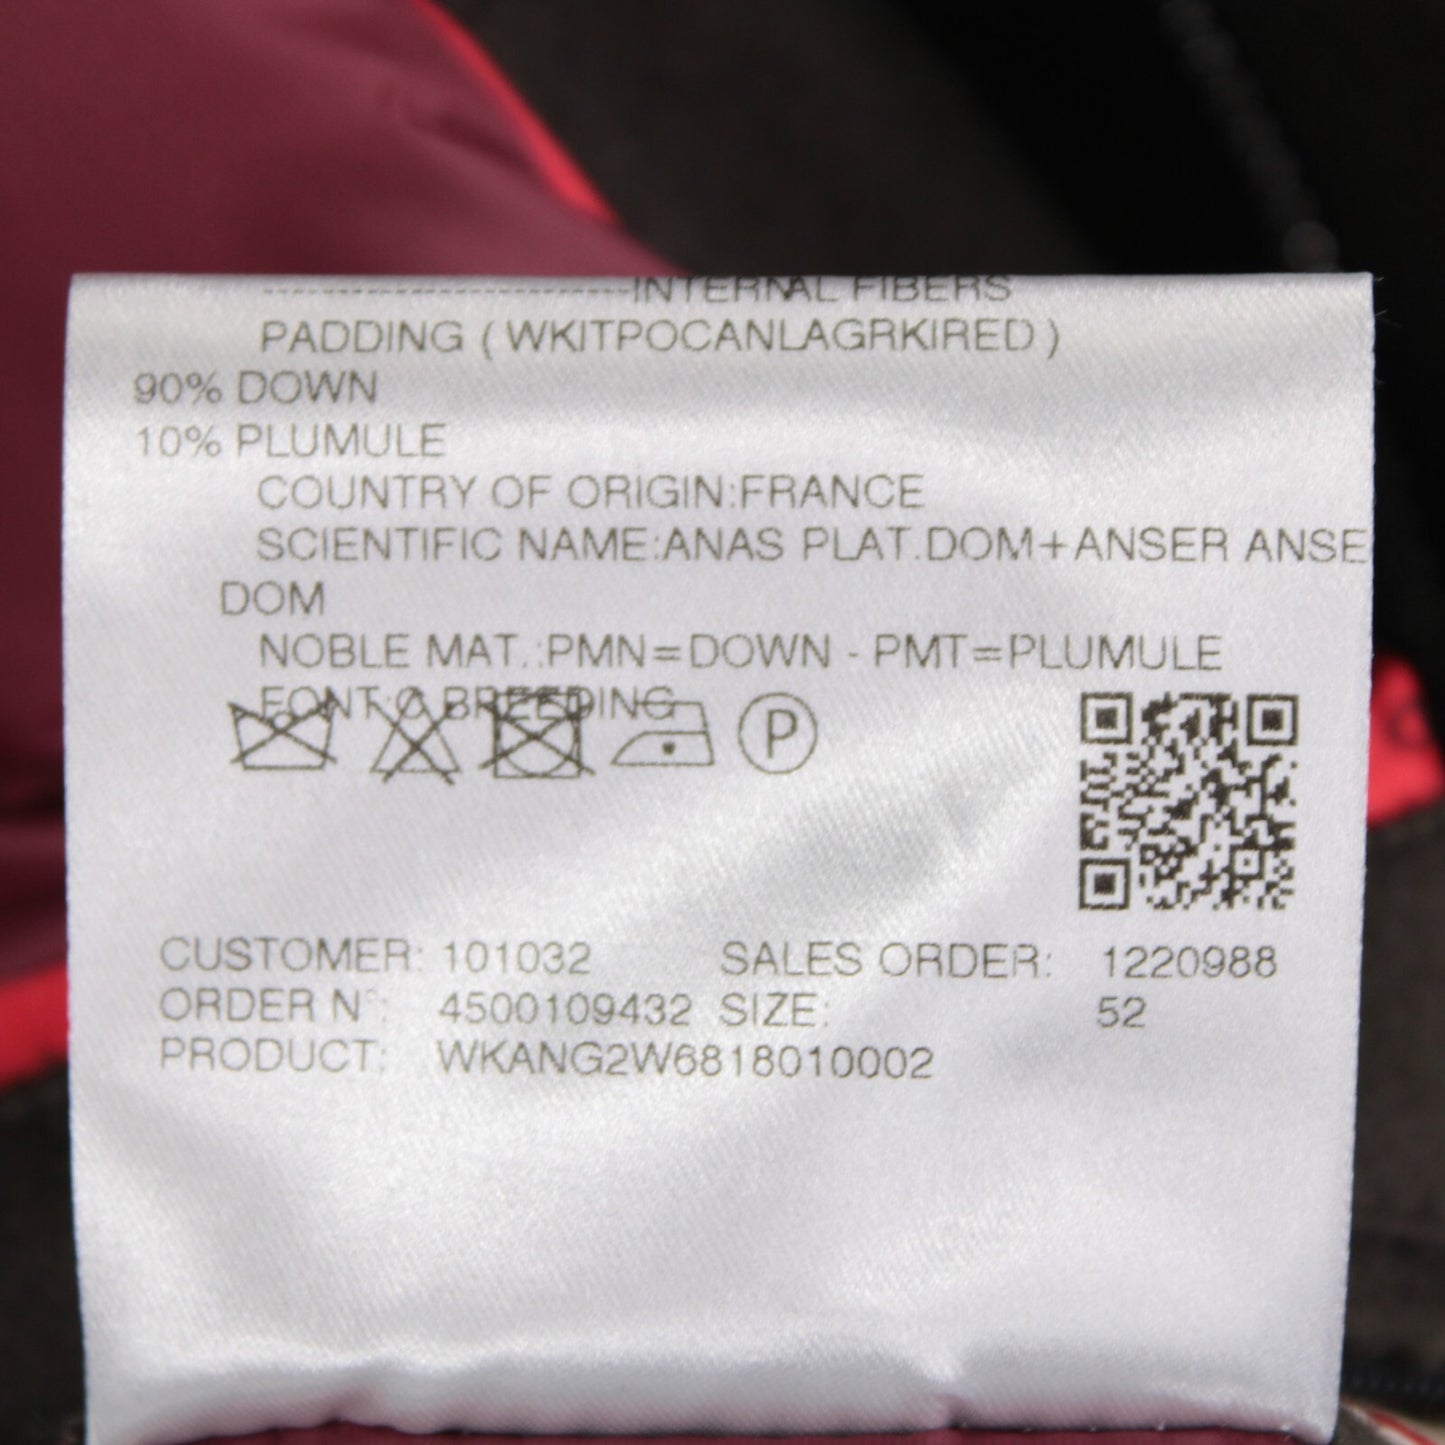 ------------------------------INTERNAL FIBERS
PADDING ( WKITPOCANLAGRKIRED )
90% DOWN
10% PLUMULE
COUNTRY OF ORIGIN:FRANCE
SCIENTIFIC NAME:ANAS PLAT.DOM+ANSER ANSE
DOM
NOBLE MAT.:PMN=DOWN - PMT=PLUMULE
FONT:O BREEDING
P
CUSTOMER: 101032 SALES ORDER: 1220988
ORDER N°: 4500109432 SIZE: 52
PRODUCT: WKANG2W6818010002